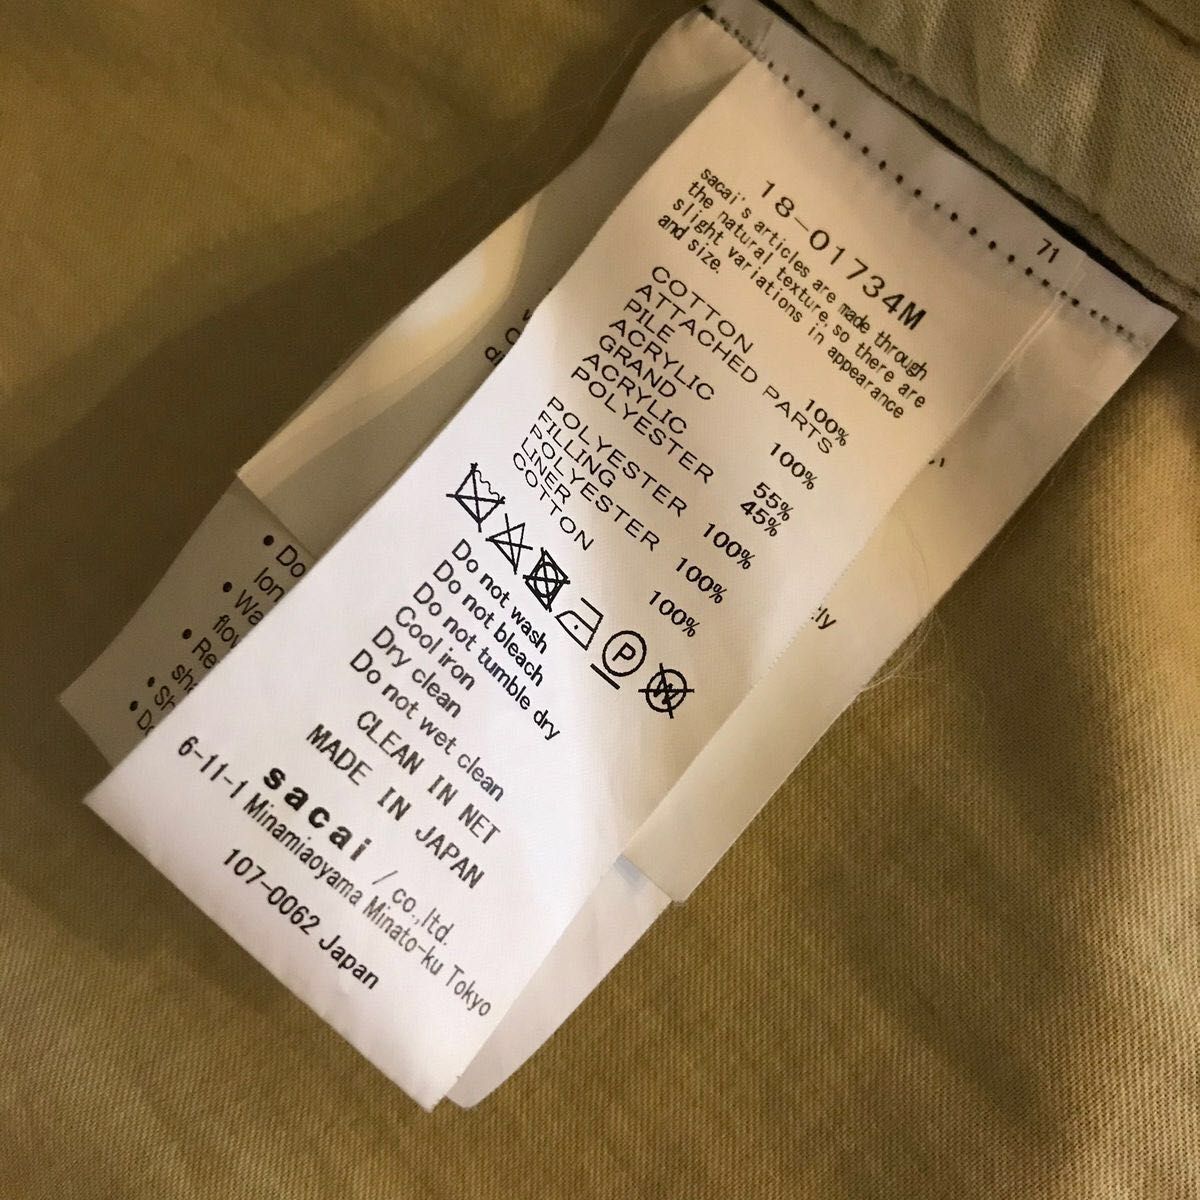 71
18-01734M
sacai's articles are made through
the natural texture, so there are
slight variations in appearance
and size.
COTTON 100%
ATTACHED PARTS
PILE
ACRYLIC 100%
GRAND
ACRYLIC 55%
POLYESTER 45%
POLYESTER 100%
FILLING
POLYESTER 100%
LINER
COTTON 100%
P
W
Do not wash
Do not bleach
Do not tumble dry
Cool iron
Dry clean
Do not wet clean
CLEAN IN NET
MADE IN JAPAN
sacai / co.,ltd.
6-11-1 Minamiaoyama Minato-ku Tokyo
107-0062 Japan
• Do
•
•
•
•